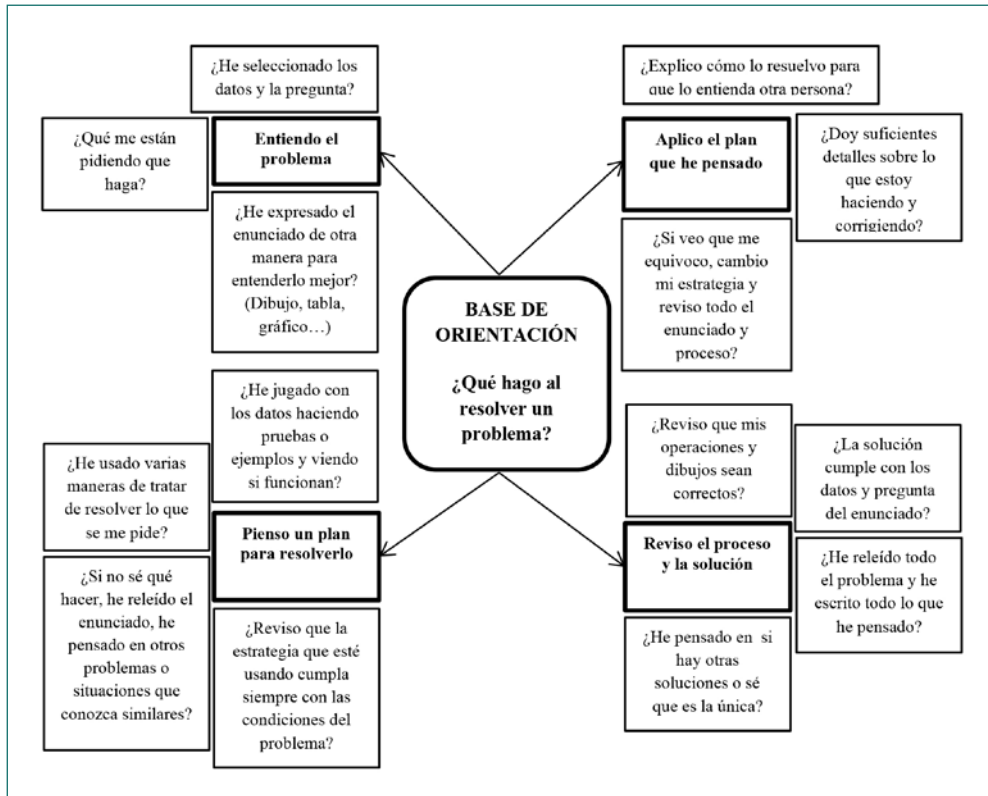 ¿He seleccionado los
datos y la pregunta?
Entiendo el
problema
¿Qué me están
pidiendo que
haga?
¿He expresado el
enunciado de otra
manera para
entenderlo mejor?
(Dibujo, tabla,
gráfico…)
¿Explico cómo lo resuelvo para
que lo entienda otra persona?
Aplico el plan
que he pensado
¿Doy suficientes
detalles sobre lo
que estoy
haciendo y
corrigiendo?
¿Si veo que me
equivoco, cambio
mi estrategia y
reviso todo el
enunciado y
proceso?
BASE DE
ORIENTACIÓN
¿Qué hago al
resolver un
problema?
¿He jugado con
los datos haciendo
pruebas o
ejemplos y viendo
si funcionan?
¿He usado varias
maneras de tratar
de resolver lo que
se me pide?
Pienso un plan
para resolverlo
¿Si no sé qué
hacer, he releído el
enunciado, he
pensado en otros
problemas o
situaciones que
conozca similares?
¿Reviso que la
estrategia que esté
usando cumpla
siempre con las
condiciones del
problema?
¿Reviso que mis
operaciones y
dibujos sean
correctos?
¿La solución
cumple con los
datos y pregunta
del enunciado?
Reviso el proceso
y la solución
¿He releído todo
el problema y he
escrito todo lo que
he pensado?
¿He pensado en si
hay otras
soluciones o sé
que es la única?